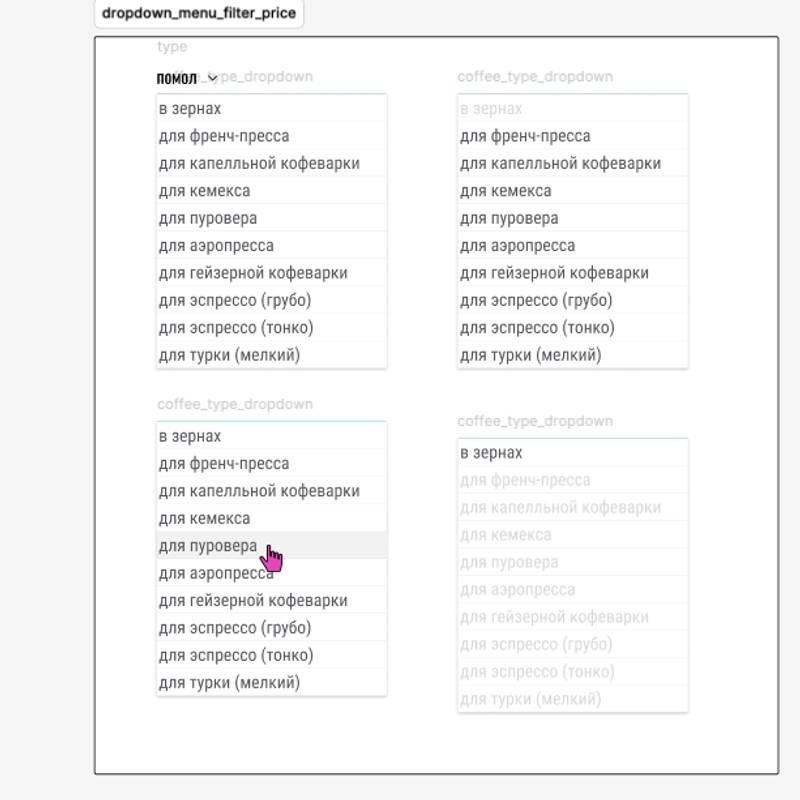 dropdown_menu_filter_price
type
помол
coffee_type_dropdown
в зернах
для френч-пресса
для капелльной кофеварки
для кемекса
для пуровера
для аэропресса
для гейзерной кофеварки
для эспрессо (грубо)
для эспрессо (тонко)
для турки (мелкий)
coffee_type_dropdown
в зернах
для френч-пресса
для капелльной кофеварки
для кемекса
для пуровера
для аэропресса
для гейзерной кофеварки
для эспрессо (грубо)
для эспрессо (тонко)
для турки (мелкий)
coffee_type_dropdown
в зернах
для френч-пресса
для капелльной кофеварки
для кемекса
для пуровера
для аэропресса
для гейзерной кофеварки
для эспрессо (грубо)
для эспрессо (тонко)
для турки (мелкий)
coffee_type_dropdown
в зернах
для френч-пресса
для капелльной кофеварки
для кемекса
для пуровера
для аэропресса
для гейзерной кофеварки
для эспрессо (грубо)
для эспрессо (тонко)
для турки (мелкий)